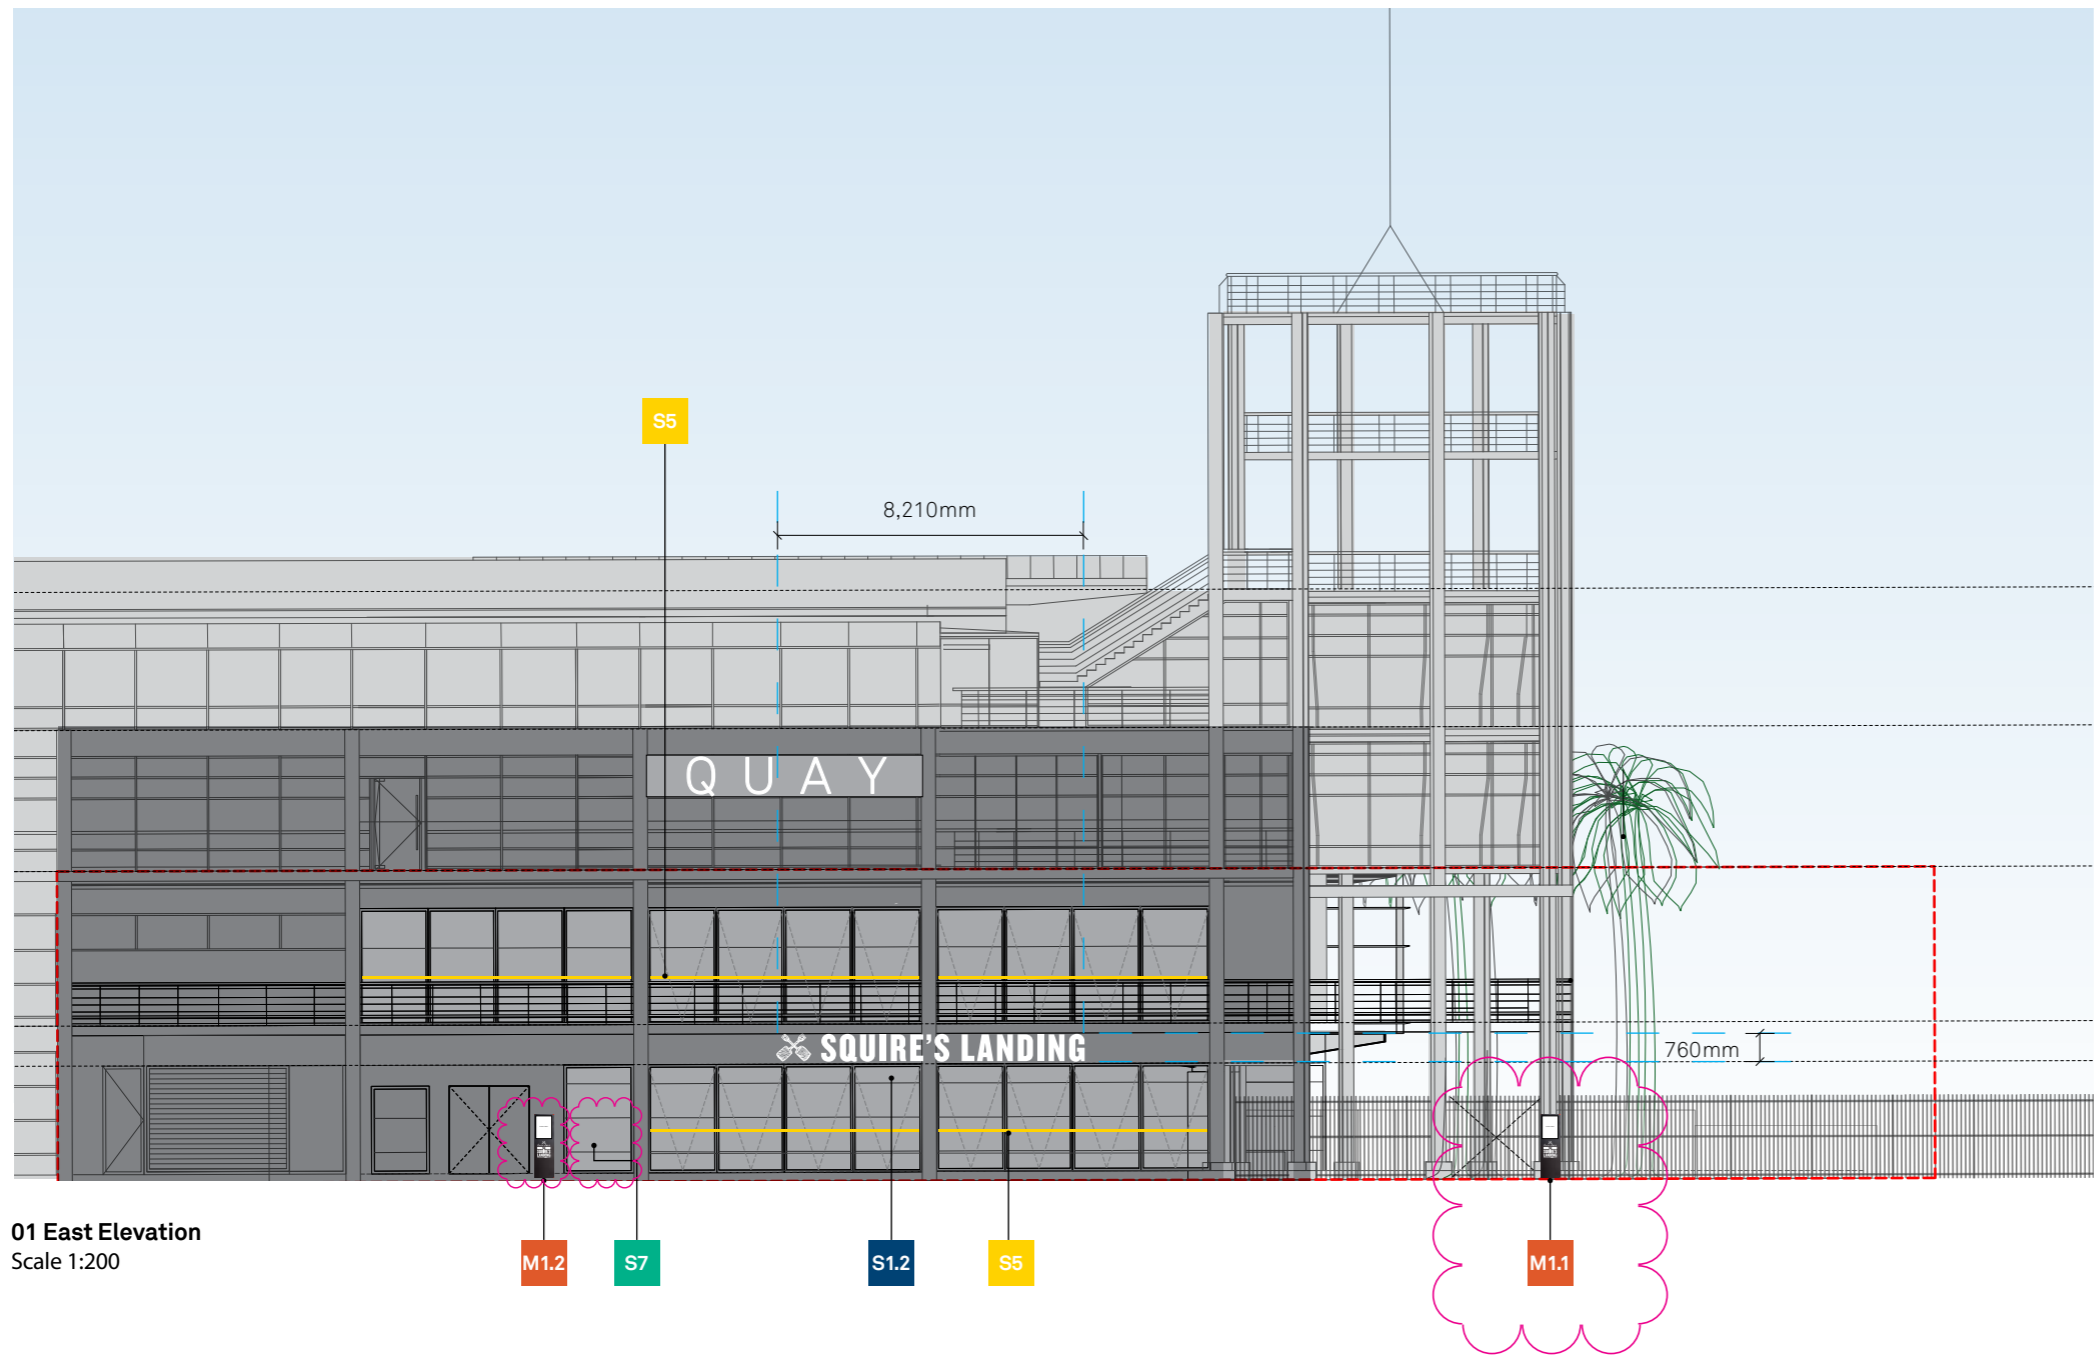 S5
8,210mm
QUAY
SQUIRE'S LANDING
760mm
01 East Elevation
Scale 1:200
M1.2
S7
S1.2
S5
M1.1